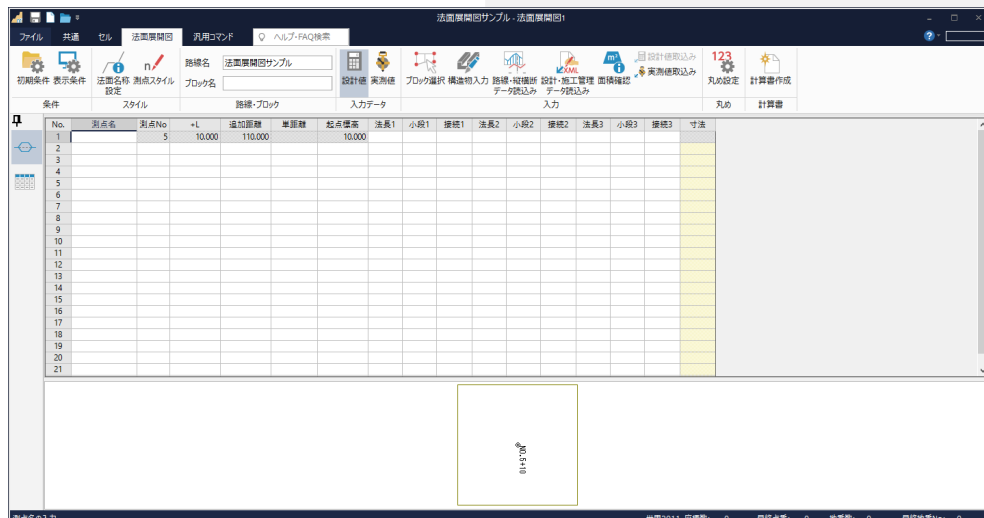 法面展開図サンプル - 法面展開図1
ファイル 共通 セル 法面展開図 汎用コマンド ヘルプ・FAQ検索
初期条件 表示条件 法面名称設定 測点スタイル 路線名 法面展開図サンプル ブロック名 設計値 実測値 ブロック選択 構造物入力 路線・縦横断データ読込み 設計・施工管理データ読込み 面積確認 設計値取込み 実測値取込み 丸め設定 計算書作成
条件 スタイル 路線・ブロック 入力データ 入力 丸め 計算書
No. 測点名 測点No +L 追加距離 単距離 起点標高 法長1 小段1 接続1 法長2 小段2 接続2 法長3 小段3 接続3 寸法
1 5 10.000 110.000 10.000
2
3
4
5
6
7
8
9
10
11
12
13
14
15
16
17
18
19
20
21
NO.5+10